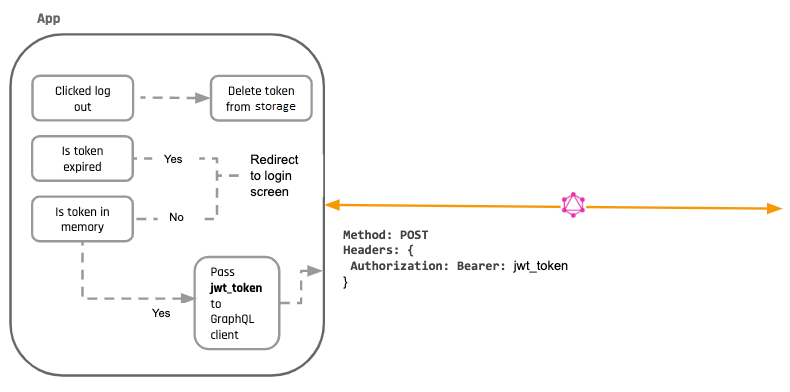 App
Clicked log
out
Delete token
from storage
Is token
expired
Yes
Redirect
to login
screen
Is token in
memory
No
Yes
Pass
jwt_token
to
GraphQL
client
Method: POST
Headers: {
Authorization: Bearer: jwt_token
}